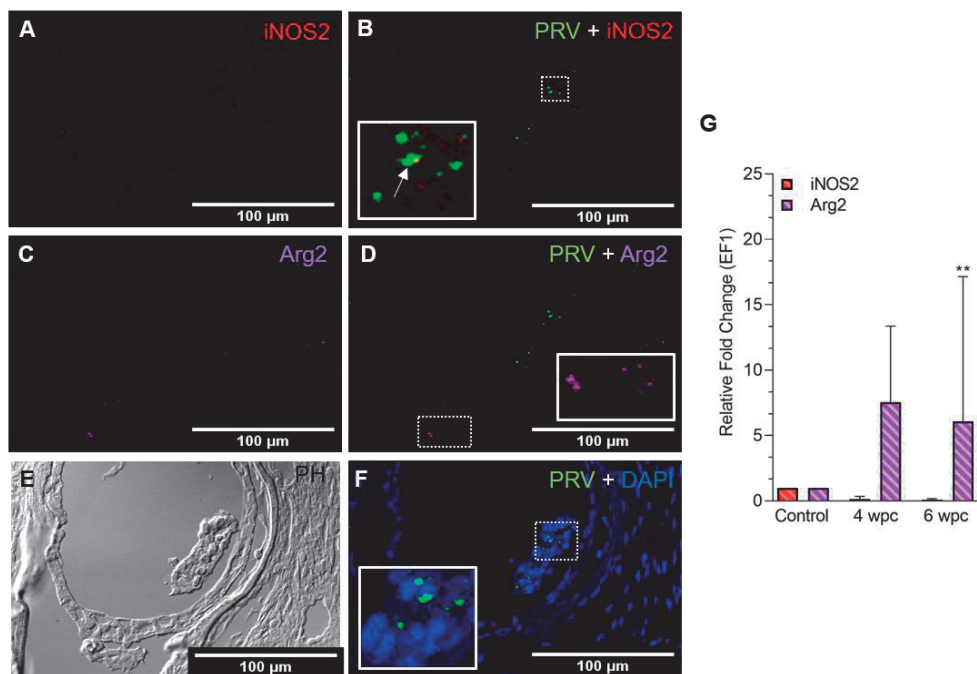 A
iNOS2
100 µm
B
PRV + iNOS2
100 µm
C
Arg2
100 µm
D
PRV + Arg2
100 µm
E
PH
100 µm
F
PRV + DAPI
100 µm
G
iNOS2
Arg2
Relative Fold Change (EF1)
25
20
15
10
5
0
**
Control 4 wpc 6 wpc